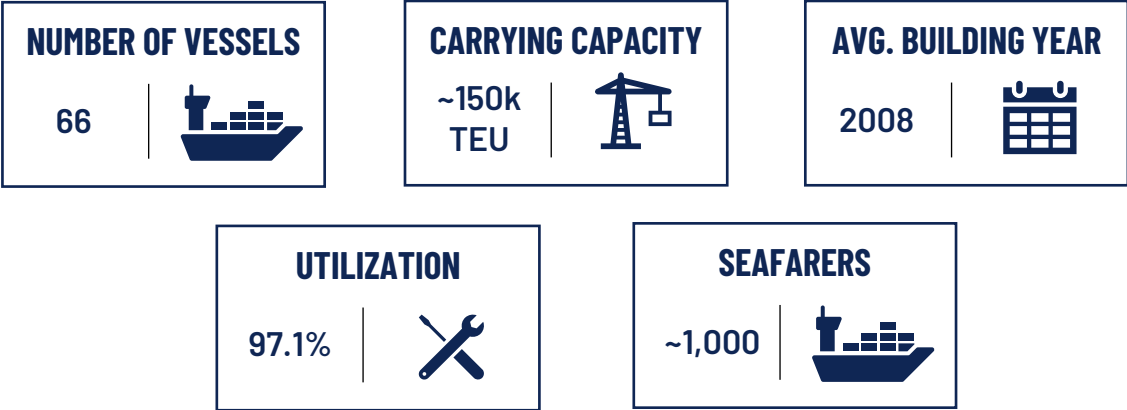 NUMBER OF VESSELS
66
CARRYING CAPACITY
~150k
TEU
AVG. BUILDING YEAR
2008
UTILIZATION
97.1%
SEAFARERS
~1,000